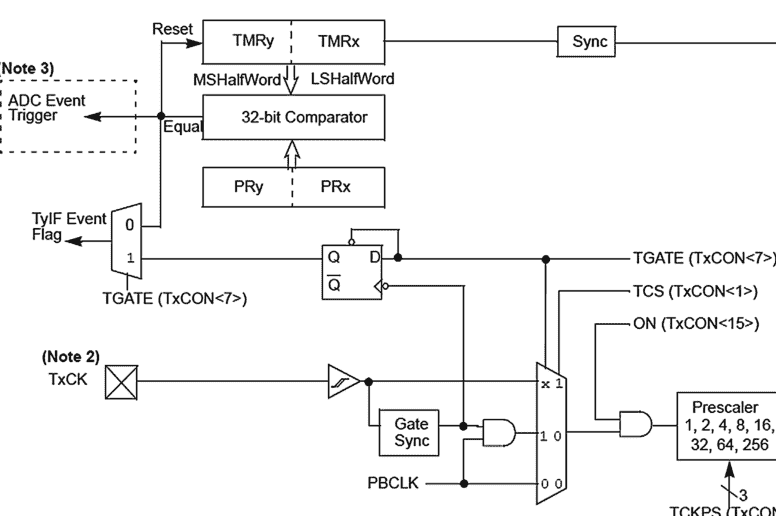 Reset
TMRy
TMRx
Sync
(Note 3)
MSHalfWord
LSHalfWord
ADC Event
Trigger
Equal
32-bit Comparator
PRy
PRx
TyIF Event
Flag
0
1
Q
D
Q
TGATE (TxCON<7>)
TGATE (TxCON<7>)
TCS (TxCON<1>)
ON (TxCON<15>)
(Note 2)
TxCK
x 1
Gate
Sync
1 0
Prescaler
1, 2, 4, 8, 16,
32, 64, 256
PBCLK
0 0
3
TCKPS (TxCON